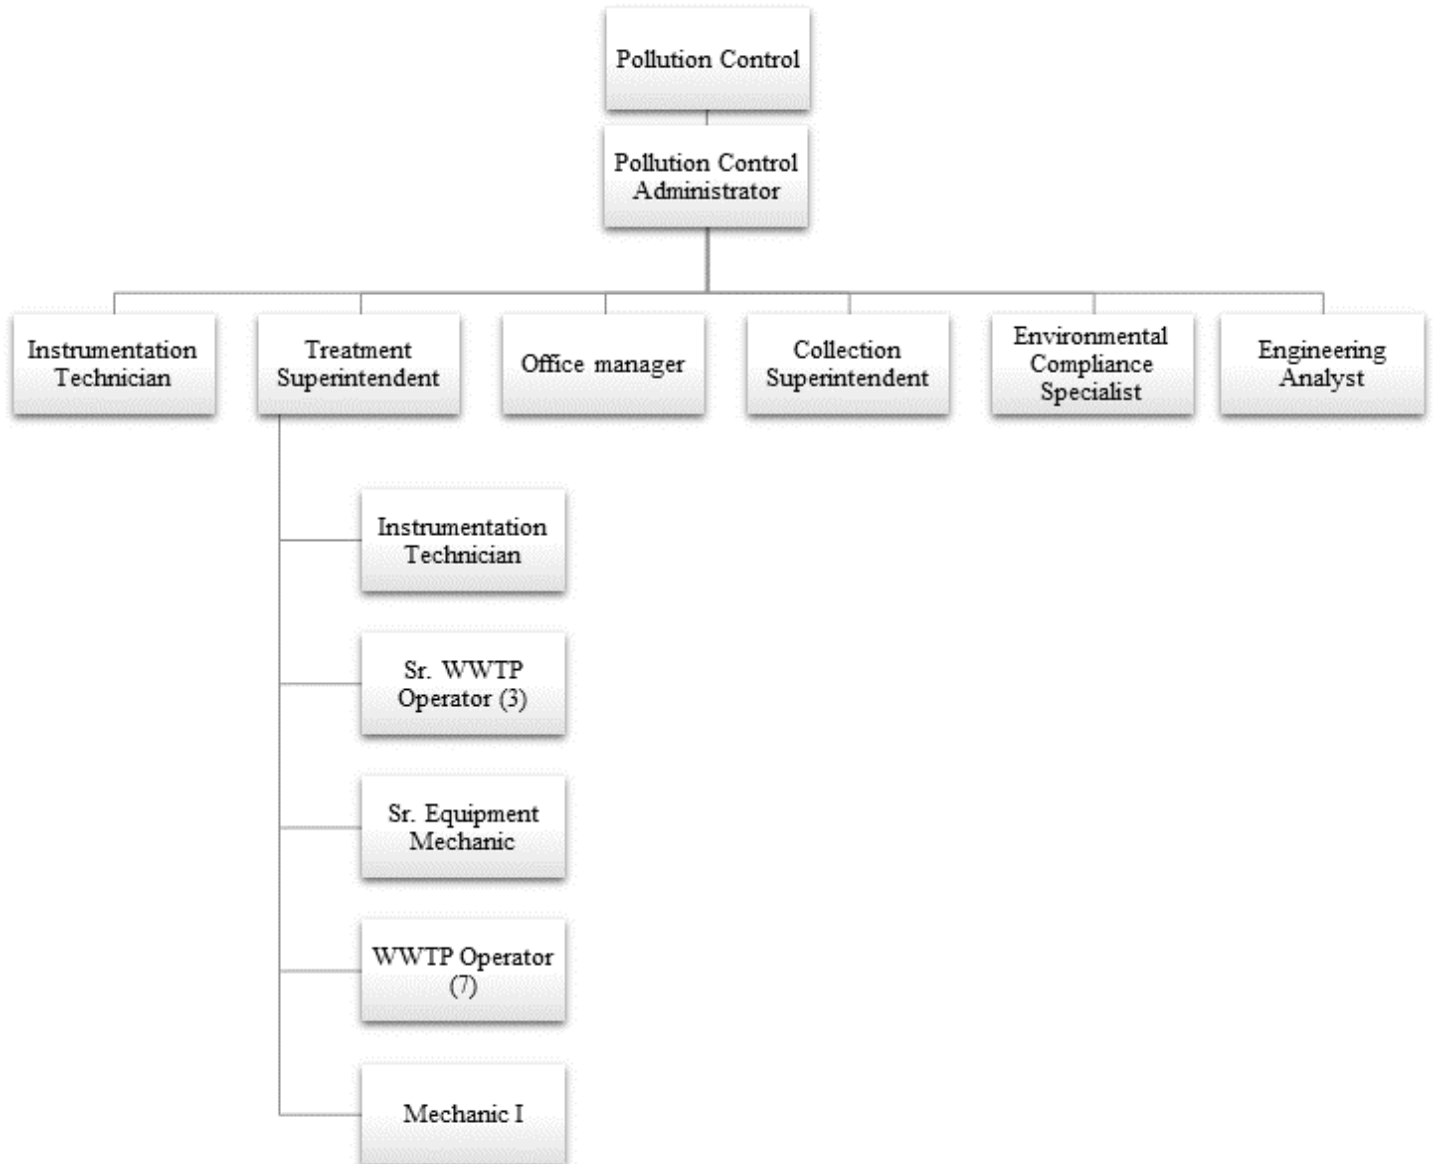 Pollution Control
Pollution Control
Administrator
Instrumentation
Technician
Treatment
Superintendent
Office manager
Collection
Superintendent
Environmental
Compliance
Specialist
Engineering
Analyst
Instrumentation
Technician
Sr. WWTP
Operator (3)
Sr. Equipment
Mechanic
WWTP Operator
(7)
Mechanic I